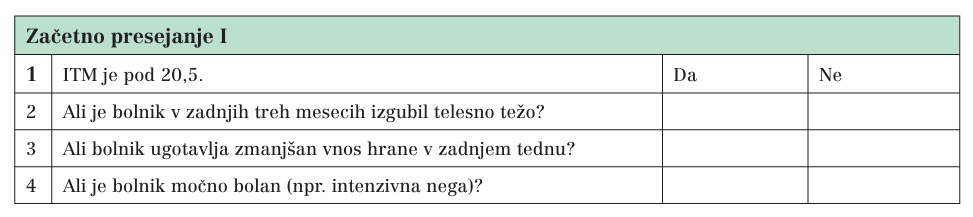 Začetno presejanje I
1 ITM je pod 20,5. Da Ne
2 Ali je bolnik v zadnjih treh mesecih izgubil telesno težo?
3 Ali bolnik ugotavlja zmanjšan vnos hrane v zadnjem tednu?
4 Ali je bolnik močno bolan (npr. intenzivna nega)?